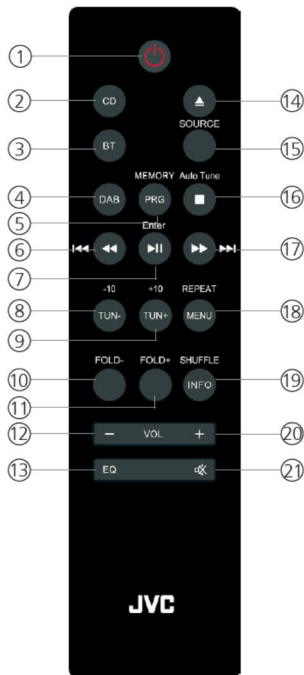 ①
② CD ⑭
SOURCE
③ BT ⑮
MEMORY Auto Tune
④ DAB PRG ⑯
⑤ Enter
⑥ ⑰
⑦
-10 +10 REPEAT
⑧ TUN- TUN+ MENU ⑱
⑨
FOLD- FOLD+ SHUFFLE
⑩ INFO ⑲
⑪
⑫ − VOL + ⑳
⑬ EQ ㉑
JVC